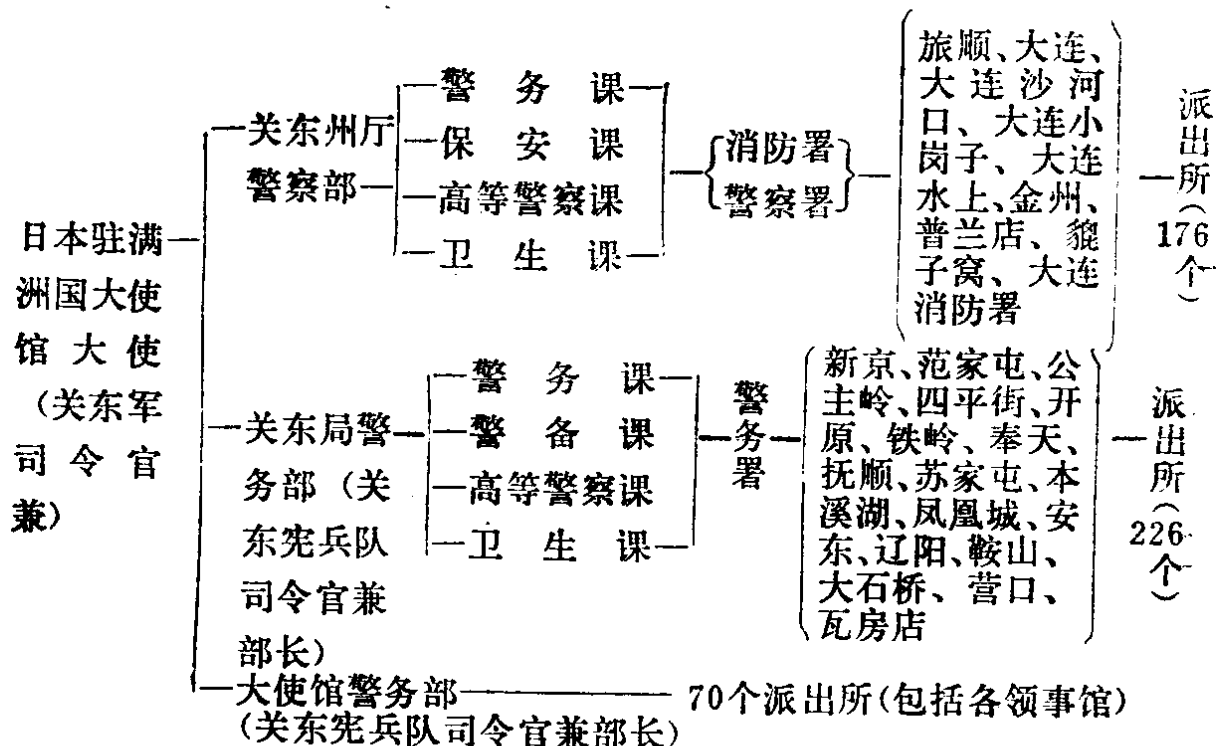 日本驻满
洲国大使
馆大使
(关东军
司令官
兼)
关东州厅
警察部
警务课
保安课
高等警察课
卫生课
消防署
警察署
旅顺、大连、
大连沙河
口、大连小
岗子、大连
水上、金州、
普兰店、貔
子窝、大连
消防署
派出所(176个)
关东局警
务部(关
东宪兵队
司令官兼
部长)
警务课
警备课
高等警察课
卫生课
警务署
新京、范家屯、公
主岭、四平街、开
原、铁岭、奉天、
抚顺、苏家屯、本
溪湖、凤凰城、安
东、辽阳、鞍山、
大石桥、营口、
瓦房店
派出所(226个)
大使馆警务部
(关东宪兵队司令官兼部长)
70个派出所(包括各领事馆)